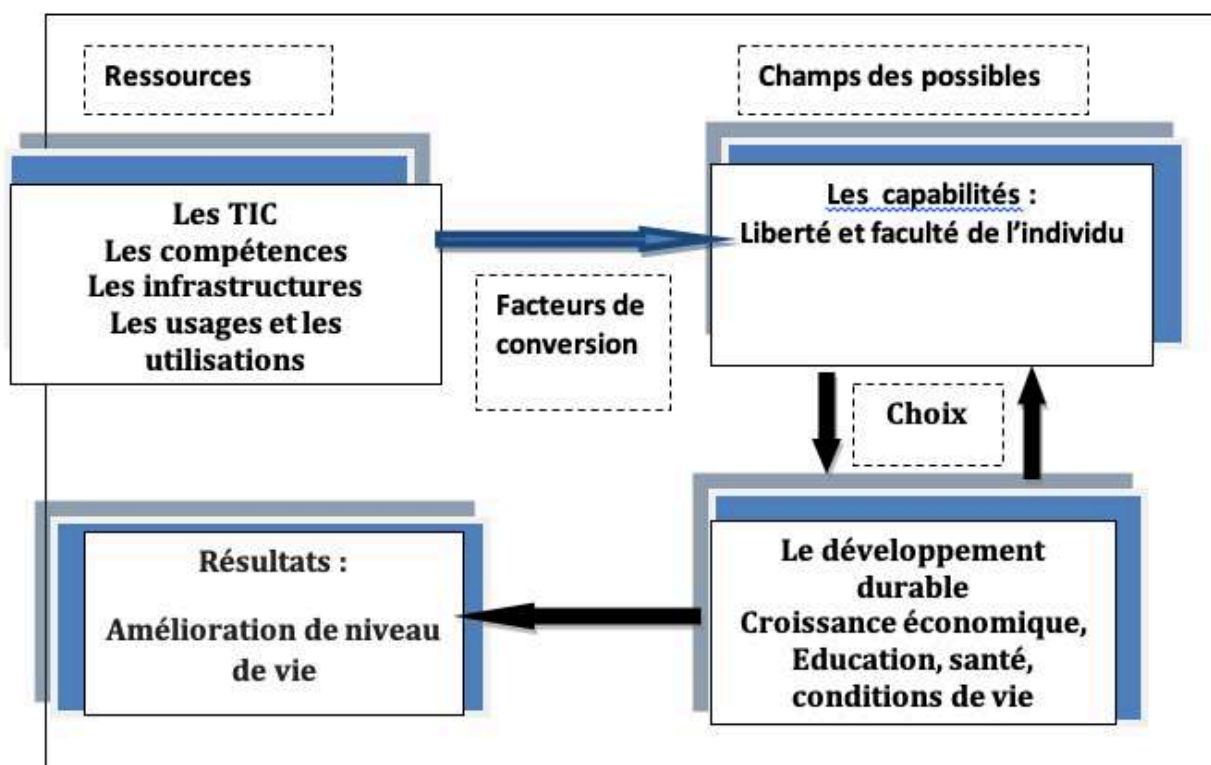 Ressources
Champs des possibles
Les TIC
Les compétences
Les infrastructures
Les usages et les
utilisations
Les capabilités :
Liberté et faculté de l’individu
Facteurs de
conversion
Choix
Le développement
durable
Croissance économique,
Education, santé,
conditions de vie
Résultats :
Amélioration de niveau
de vie